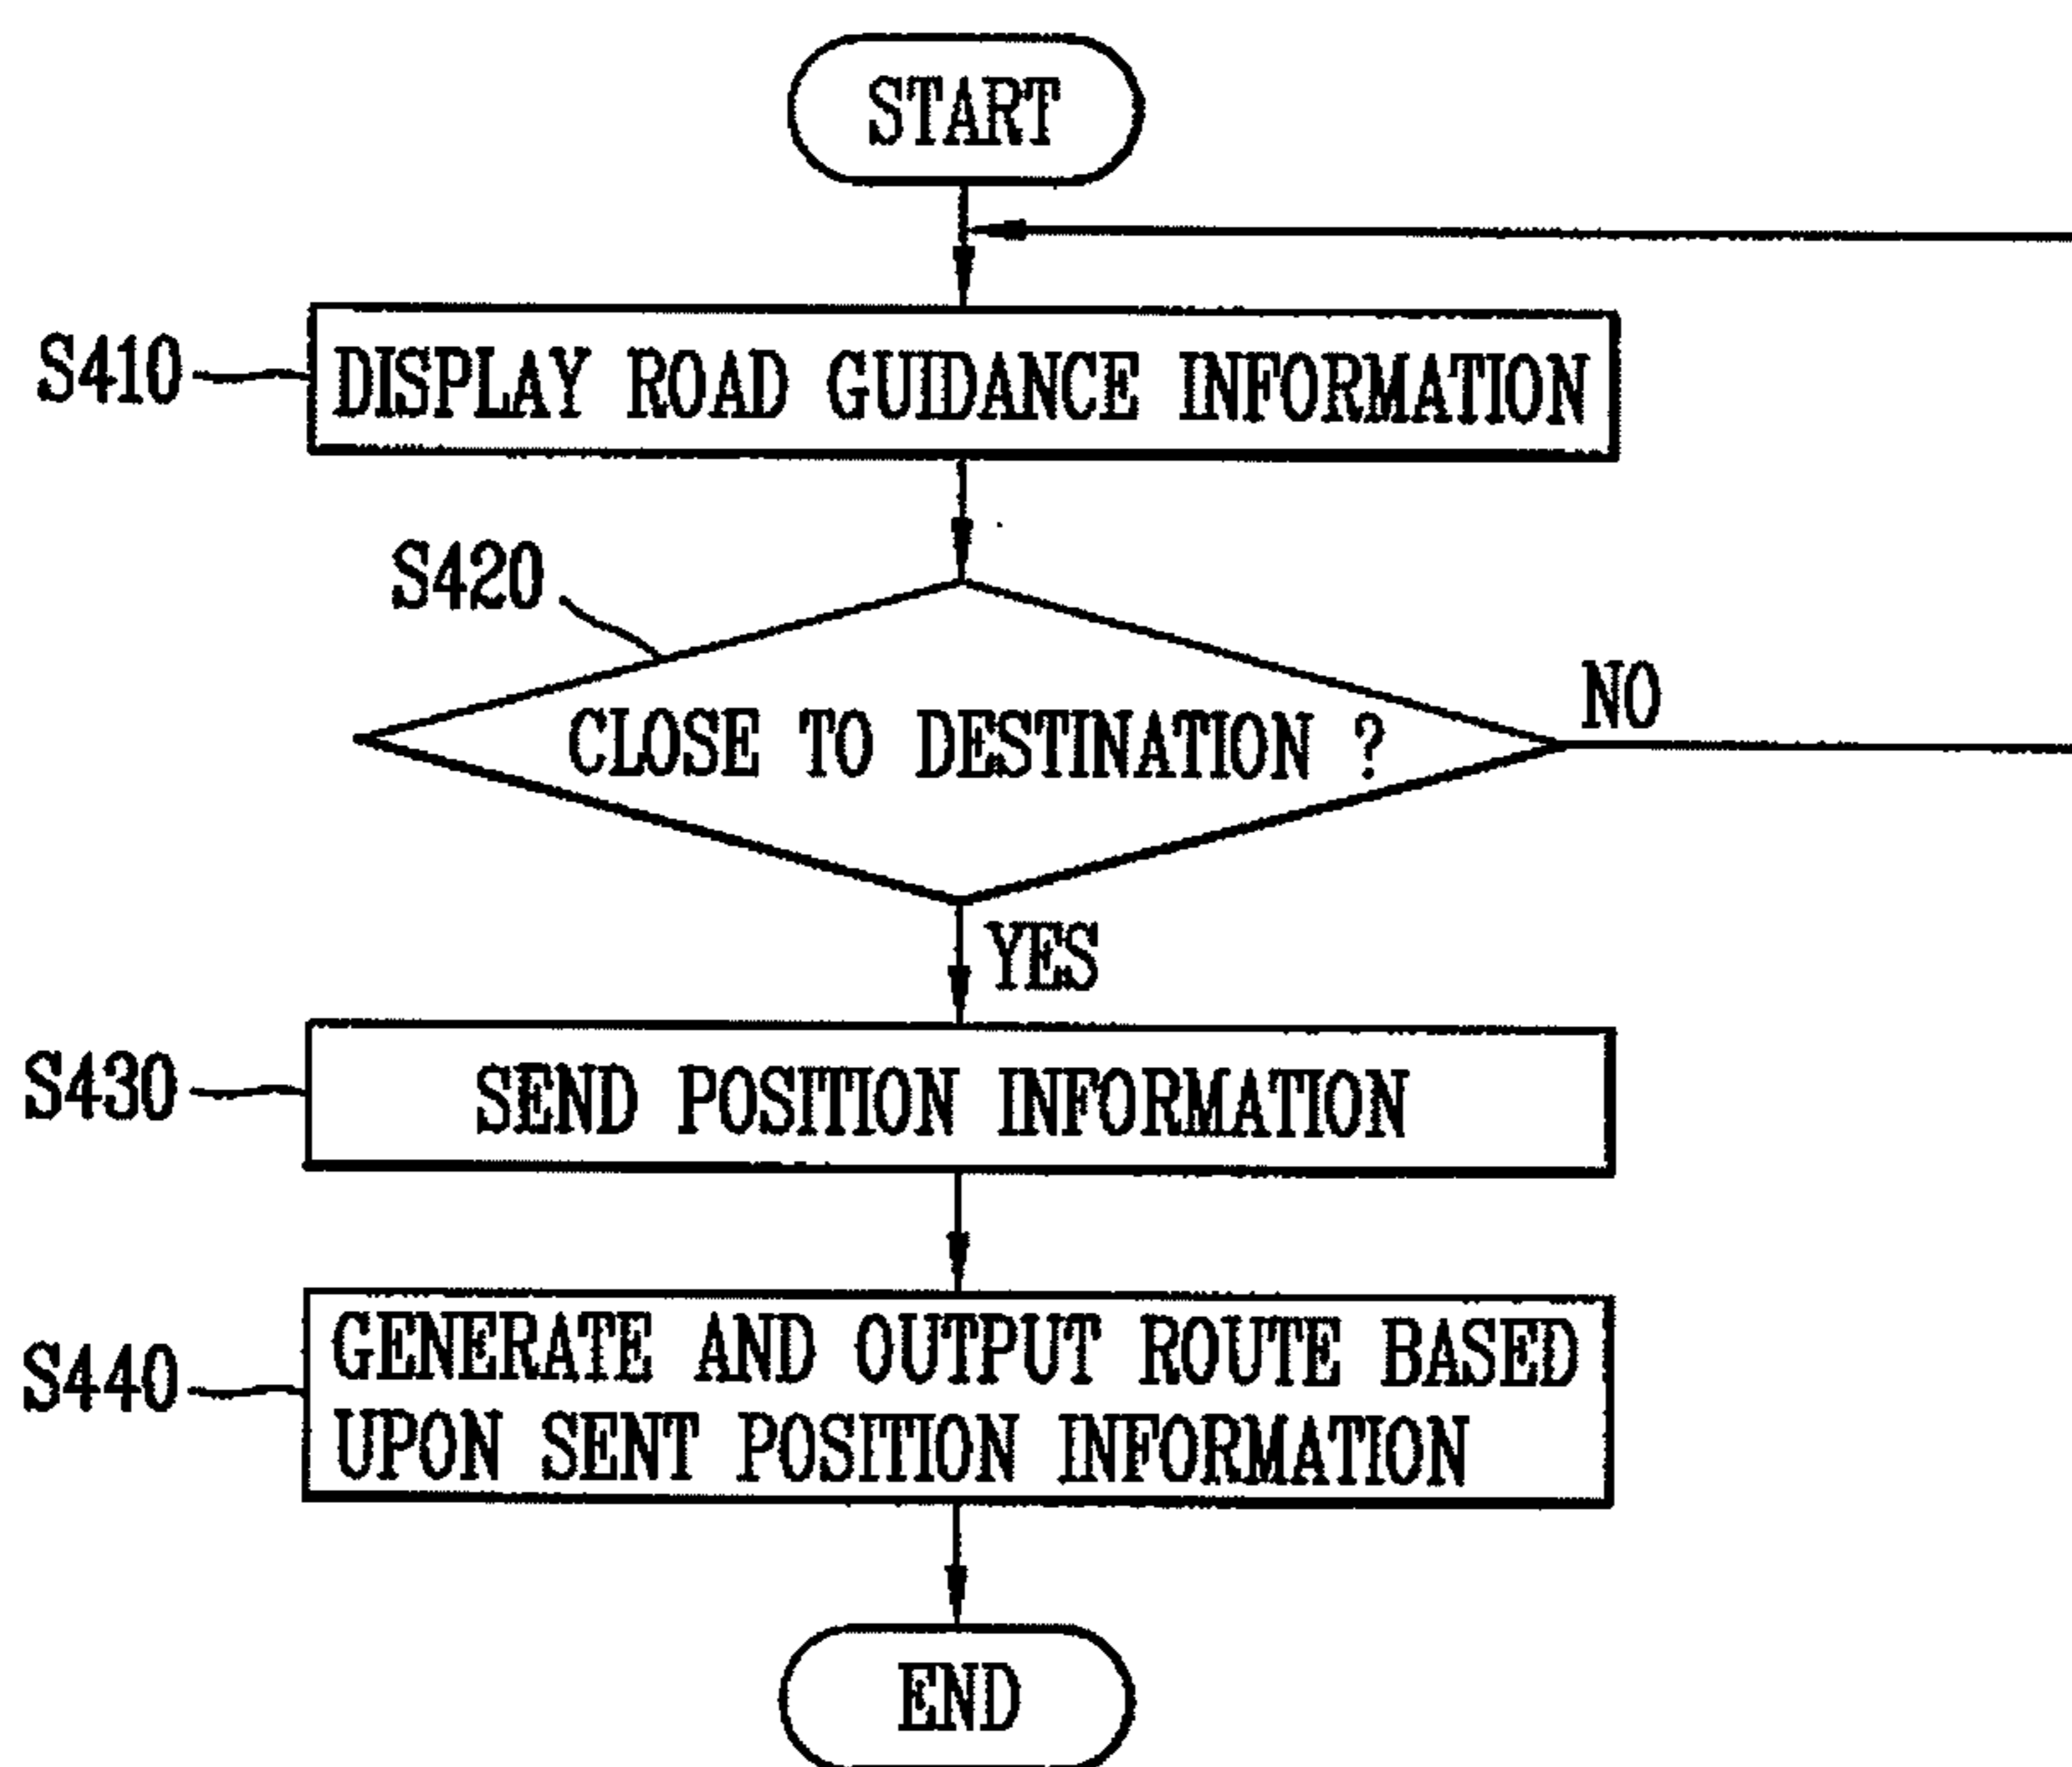 START
S410
DISPLAY ROAD GUIDANCE INFORMATION
S420
CLOSE TO DESTINATION ?
NO
YES
S430
SEND POSITION INFORMATION
S440
GENERATE AND OUTPUT ROUTE BASED
UPON SENT POSITION INFORMATION
END